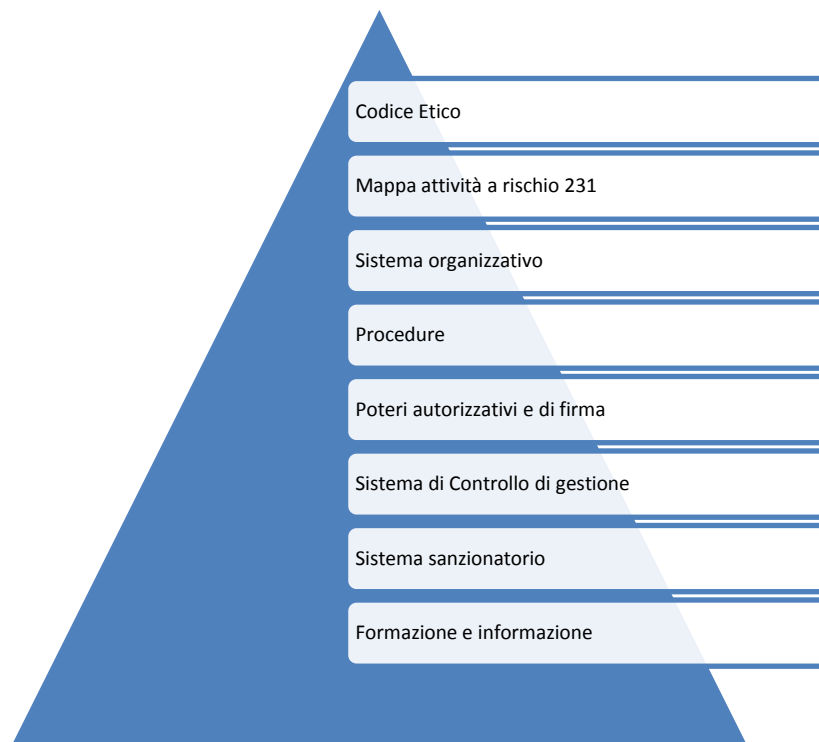 Codice Etico
Mappa attività a rischio 231
Sistema organizzativo
Procedure
Poteri autorizzativi e di firma
Sistema di Controllo di gestione
Sistema sanzionatorio
Formazione e informazione